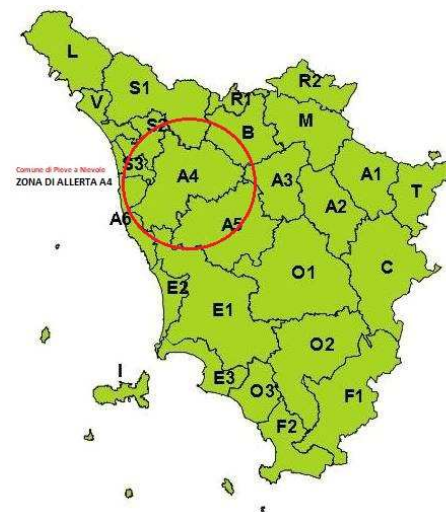 L
S1
R2
V
R1
S2
B
M
Comune di Pieve a Nievole
ZONA DI ALLERTA A4
S3
A4
A3
A1
T
A2
A6
A5
C
O1
E2
E1
O2
I
E3
O3
F1
F2